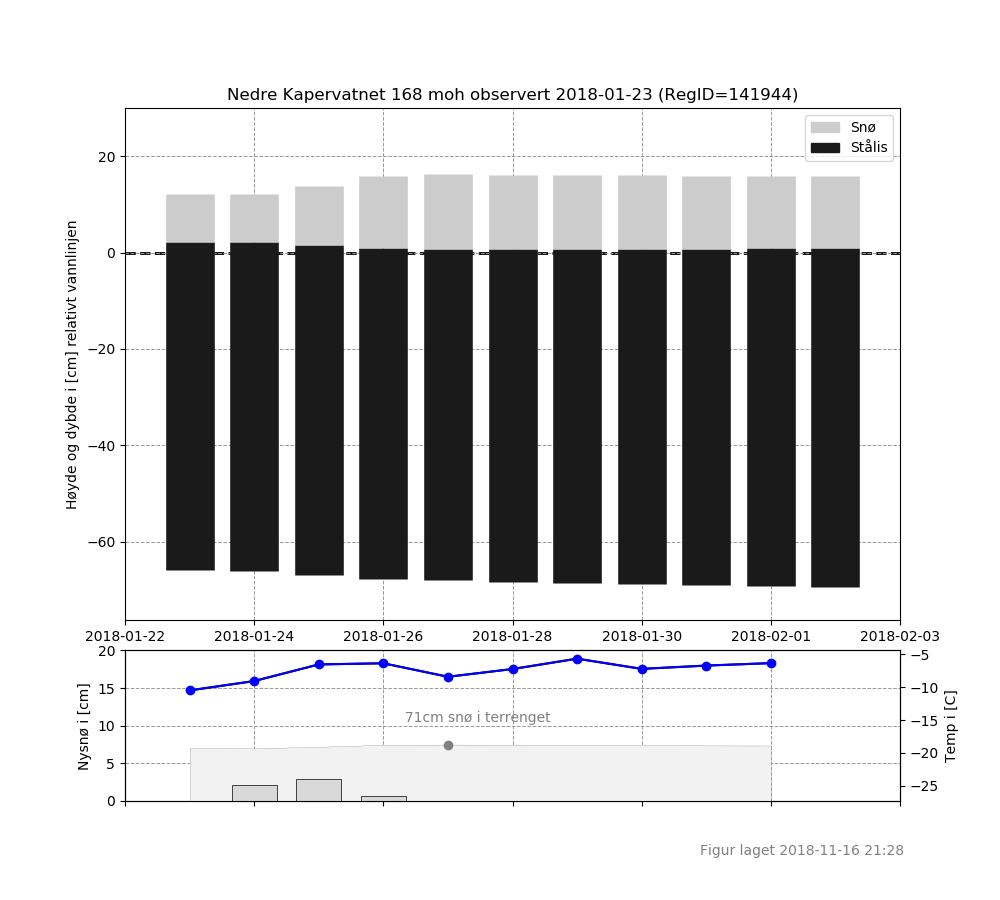 Nedre Kapervatnet 168 moh observert 2018-01-23 (RegID=141944)
Snø
Stålis
Høyde og dybde i [cm] relativt vannlinjen
20
0
−20
−40
−60
2018-01-22 2018-01-24 2018-01-26 2018-01-28 2018-01-30 2018-02-01 2018-02-03
Nysnø i [cm]
20
15
10
5
0
71cm snø i terrenget
−5
−10
−15
−20
−25
Temp i [C]
Figur laget 2018-11-16 21:28